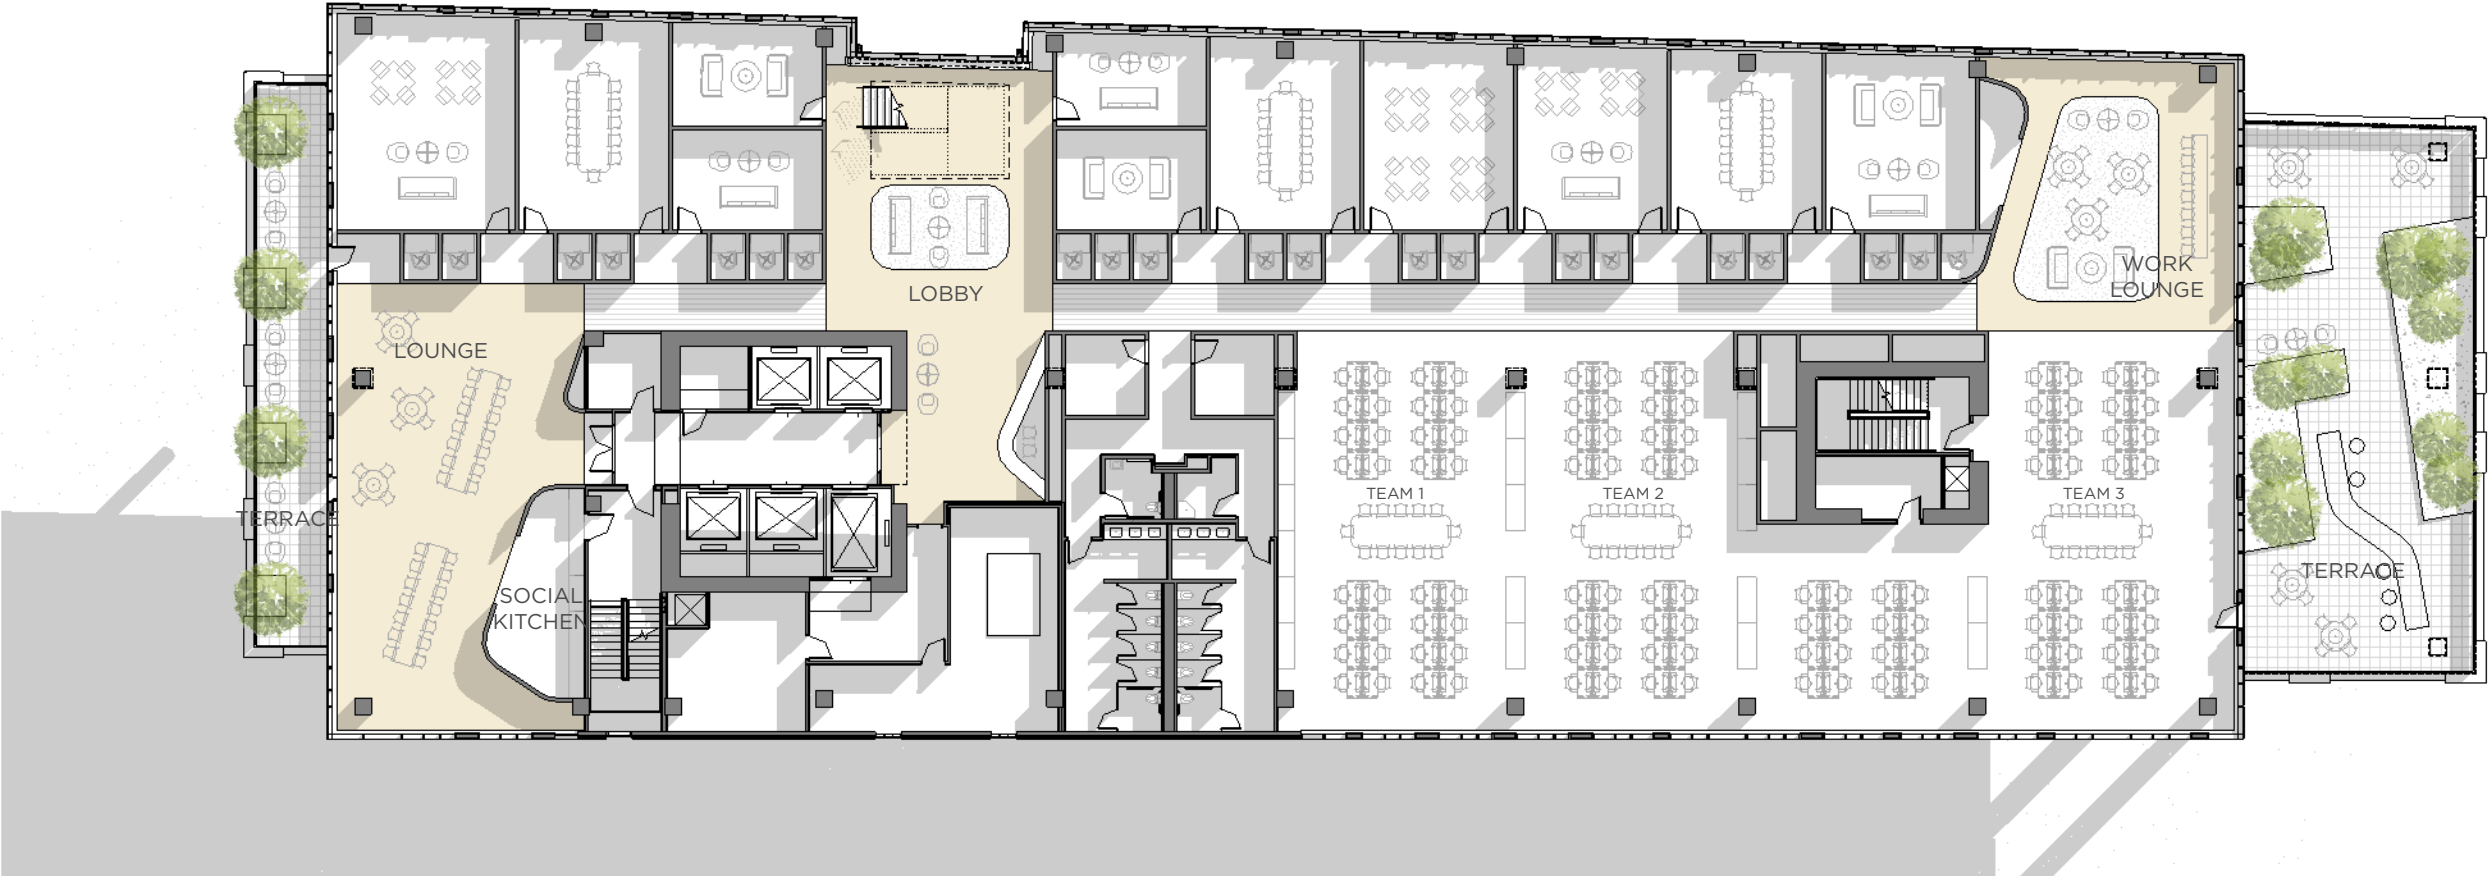 LOBBY
WORK
LOUNGE
LOUNGE
TERRACE
SOCIAL
KITCHEN
TEAM 1
TEAM 2
TEAM 3
TERRACE